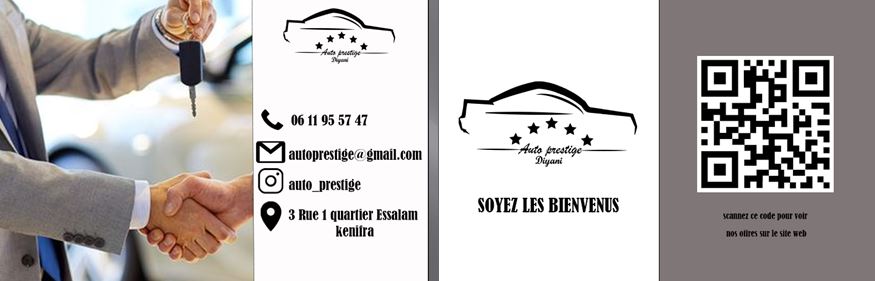 Auto prestige
Diyani
06 11 95 57 47
autoprestige@gmail.com
auto_prestige
3 Rue 1 quartier Essalam
kenifra
Auto prestige
Diyani
SOYEZ LES BIENVENUS
scannez ce code pour voir
nos offres sur le site web